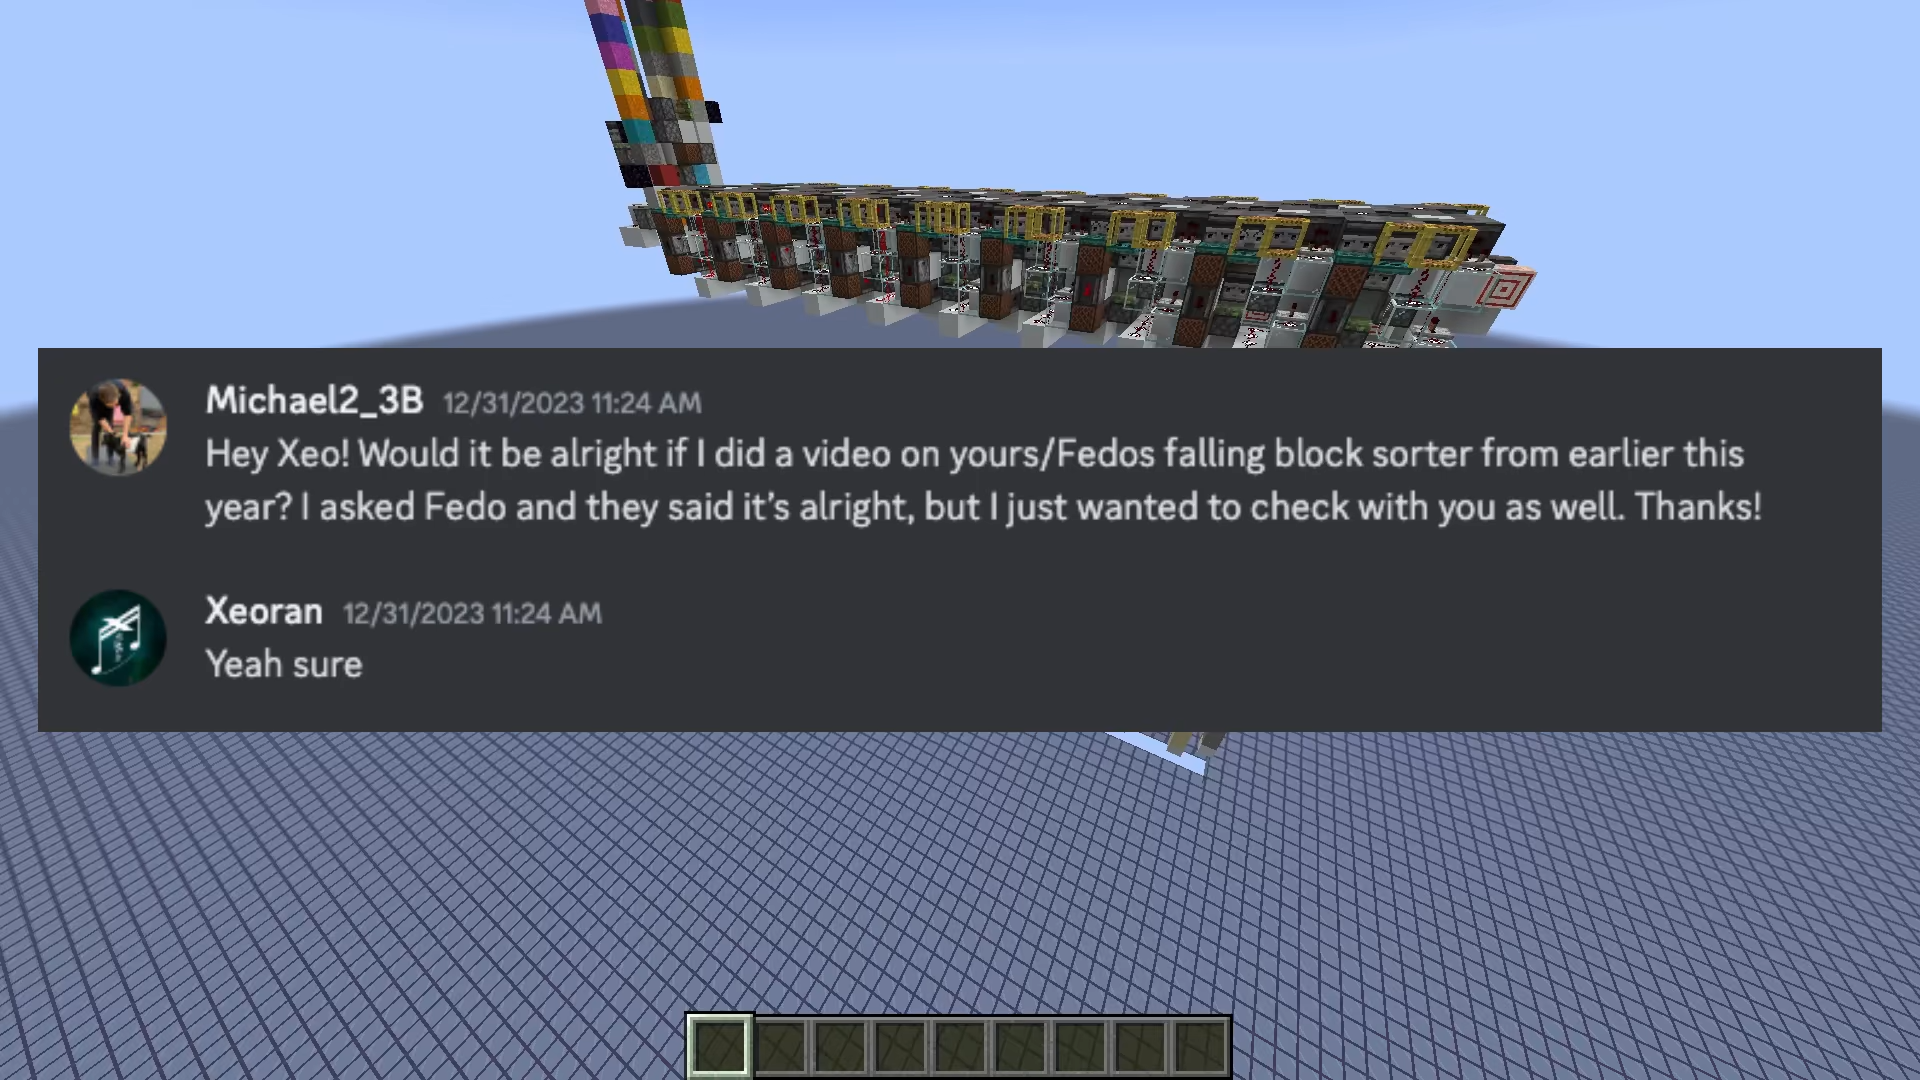 Michael2_3B 12/31/2023 11:24 AM
Hey Xeo! Would it be alright if I did a video on yours/Fedos falling block sorter from earlier this
year? I asked Fedo and they said it's alright, but I just wanted to check with you as well. Thanks!
Xeoran 12/31/2023 11:24 AM
Yeah sure